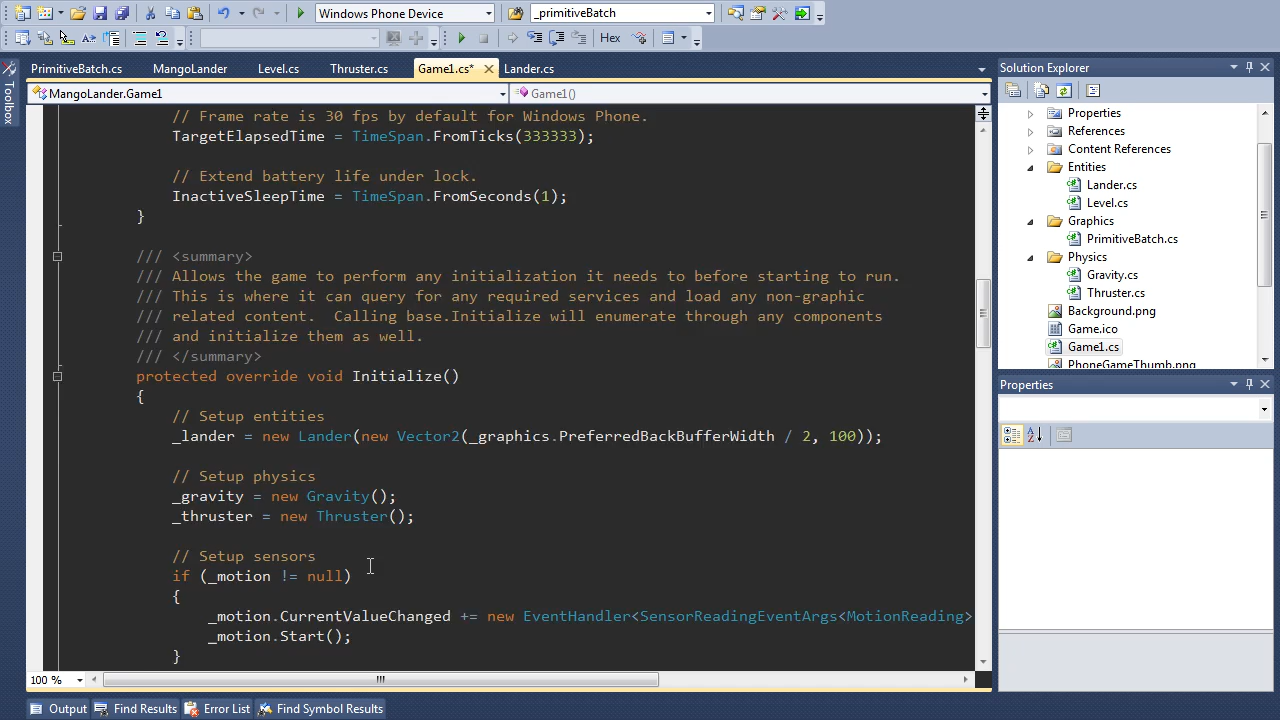 Windows Phone Device
_primitiveBatch
Hex
Toolbox
PrimitiveBatch.cs
MangoLander
Level.cs
Thruster.cs
Game1.cs*
Lander.cs
MangoLander.Game1
Game1()
// Frame rate is 30 fps by default for Windows Phone.
TargetElapsedTime = TimeSpan.FromTicks(333333);
// Extend battery life under lock.
InactiveSleepTime = TimeSpan.FromSeconds(1);
}
/// <summary>
/// Allows the game to perform any initialization it needs to before starting to run.
/// This is where it can query for any required services and load any non-graphic
/// related content.  Calling base.Initialize will enumerate through any components
/// and initialize them as well.
/// </summary>
protected override void Initialize()
{
// Setup entities
_lander = new Lander(new Vector2(_graphics.PreferredBackBufferWidth / 2, 100));
// Setup physics
_gravity = new Gravity();
_thruster = new Thruster();
// Setup sensors
if (_motion != null)
{
_motion.CurrentValueChanged += new EventHandler<SensorReadingEventArgs<MotionReading>
_motion.Start();
}
100 %
Solution Explorer
Properties
References
Content References
Entities
Lander.cs
Level.cs
Graphics
PrimitiveBatch.cs
Physics
Gravity.cs
Thruster.cs
Background.png
Game.ico
Game1.cs
PhoneGameThumb.png
Properties
Output
Find Results
Error List
Find Symbol Results